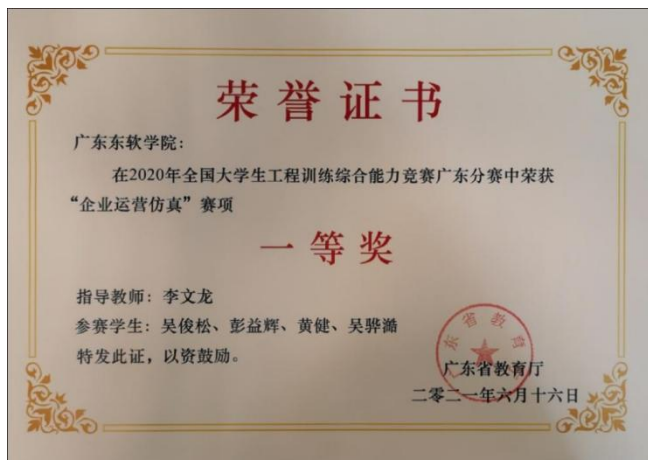 荣誉证书
广东东软学院：
在2020年全国大学生工程训练综合能力竞赛广东分赛中荣获
“企业运营仿真”赛项
一等奖
指导教师：李文龙
参赛学生：吴俊松、彭益辉、黄健、吴骅澔
特发此证，以资鼓励。
广东省教育厅
二零二一年六月十六日